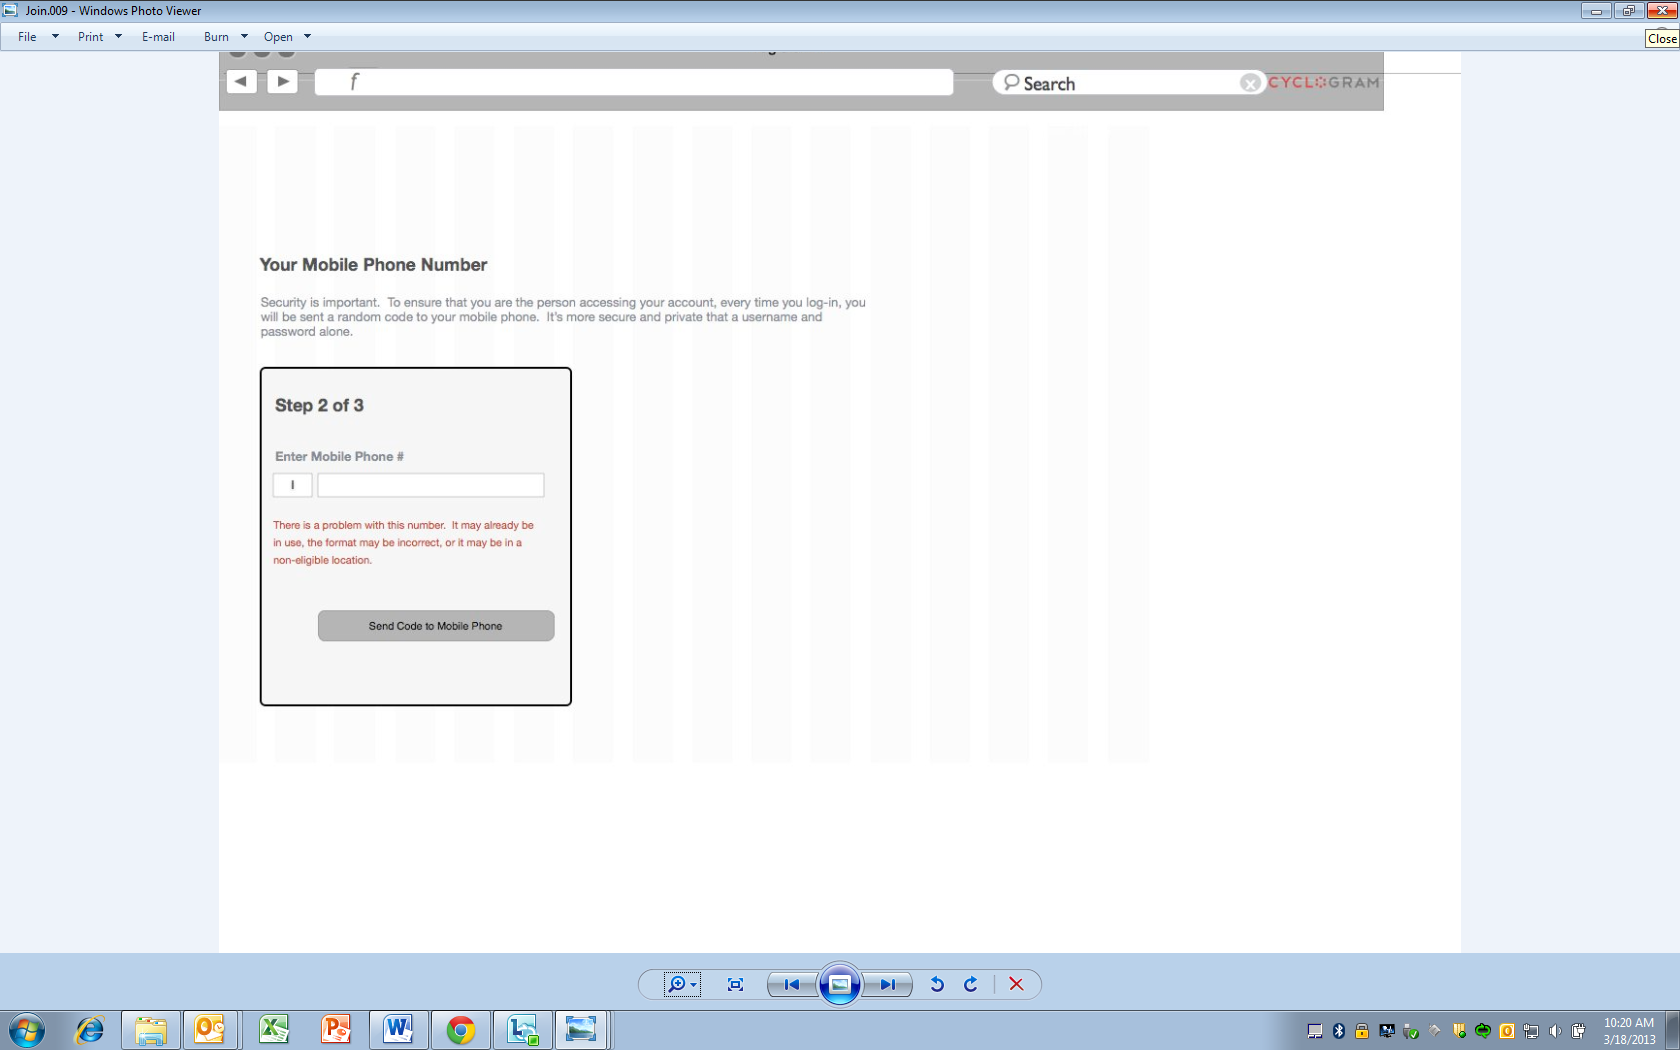 Join.009 - Windows Photo Viewer
File Print E-mail Burn Open
Close
f
Search
CYCLOGRAM
Your Mobile Phone Number
Security is important.  To ensure that you are the person accessing your account, every time you log-in, you
will be sent a random code to your mobile phone.  It's more secure and private that a username and
password alone.
Step 2 of 3
Enter Mobile Phone #
I
There is a problem with this number.  It may already be
in use, the format may be incorrect, or it may be in a
non-eligible location.
Send Code to Mobile Phone
10:20 AM
3/18/2013